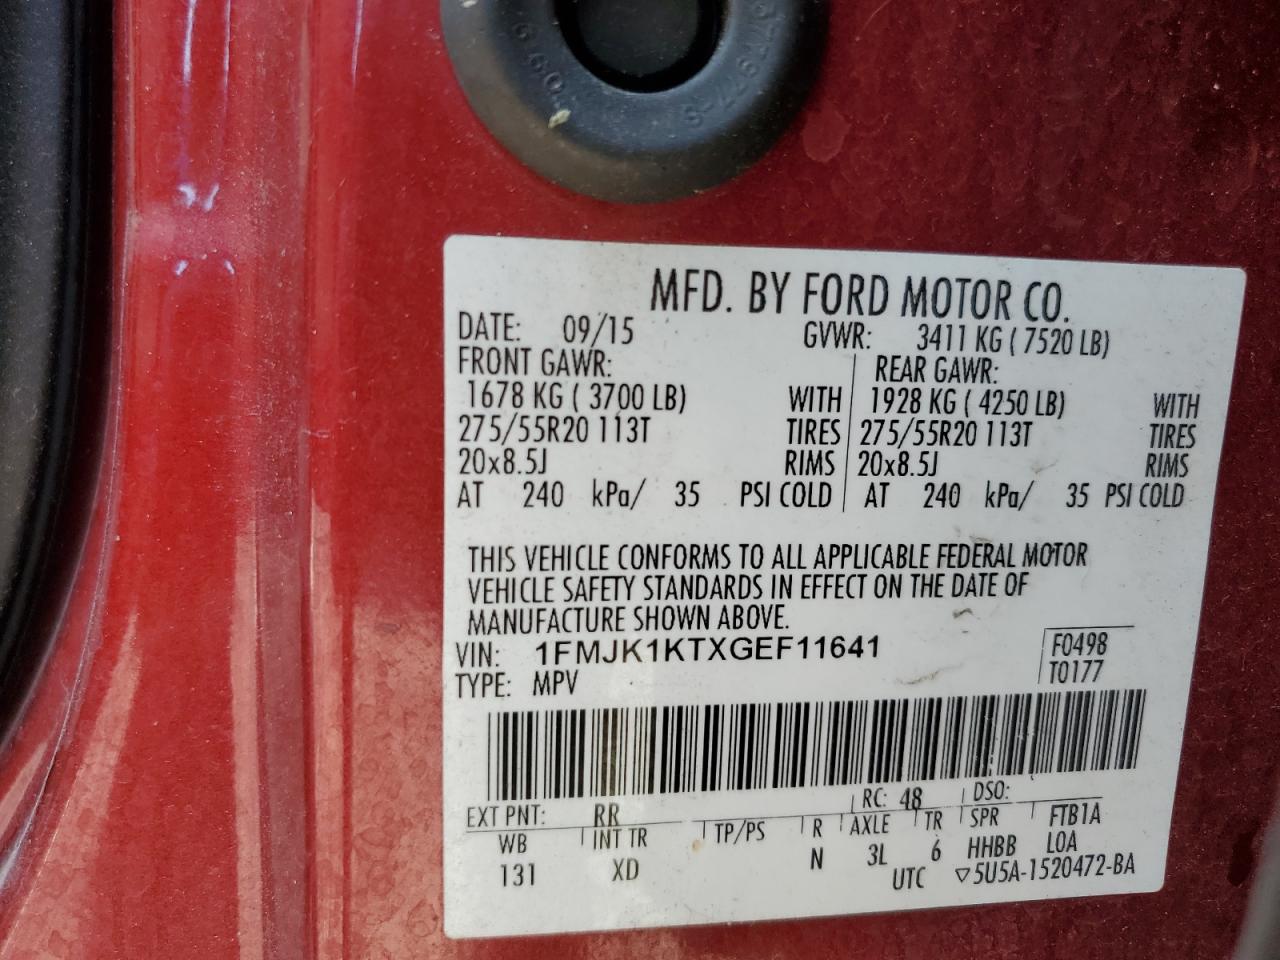 MFD. BY FORD MOTOR CO.
DATE: 09/15 GVWR: 3411 KG ( 7520 LB)
FRONT GAWR: REAR GAWR:
1678 KG ( 3700 LB) WITH 1928 KG ( 4250 LB) WITH
275/55R20 113T TIRES 275/55R20 113T TIRES
20x8.5J RIMS 20x8.5J RIMS
AT 240 kPa/ 35 PSI COLD AT 240 kPa/ 35 PSI COLD
THIS VEHICLE CONFORMS TO ALL APPLICABLE FEDERAL MOTOR
VEHICLE SAFETY STANDARDS IN EFFECT ON THE DATE OF
MANUFACTURE SHOWN ABOVE.
VIN: 1FMJK1KTXGEF11641 F0498
TYPE: MPV T0177
EXT PNT: RR RC: 48 DSO:
WB INT TR TP/PS R AXLE TR SPR FTB1A
131 XD N 3L 6 HHBB LOA
UTC ▽5U5A-1520472-BA